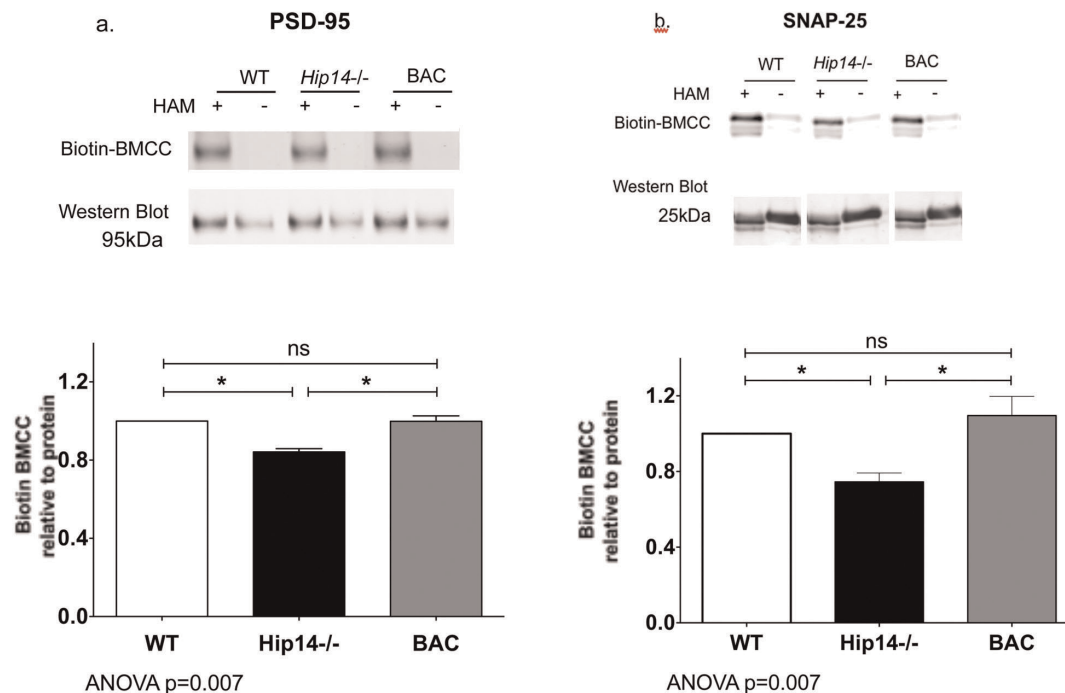 a.
PSD-95
WT Hip14-/- BAC
HAM + - + - + -
Biotin-BMCC
Western Blot
95kDa
ns
* *
1.2
0.8
0.4
0.0
Biotin BMCC
relative to protein
WT Hip14-/- BAC
ANOVA p=0.007
b.
SNAP-25
WT Hip14-/- BAC
HAM + - + - + -
Biotin-BMCC
Western Blot
25kDa
ns
* *
1.2
0.8
0.4
0.0
Biotin BMCC
relative to protein
WT Hip14-/- BAC
ANOVA p=0.007